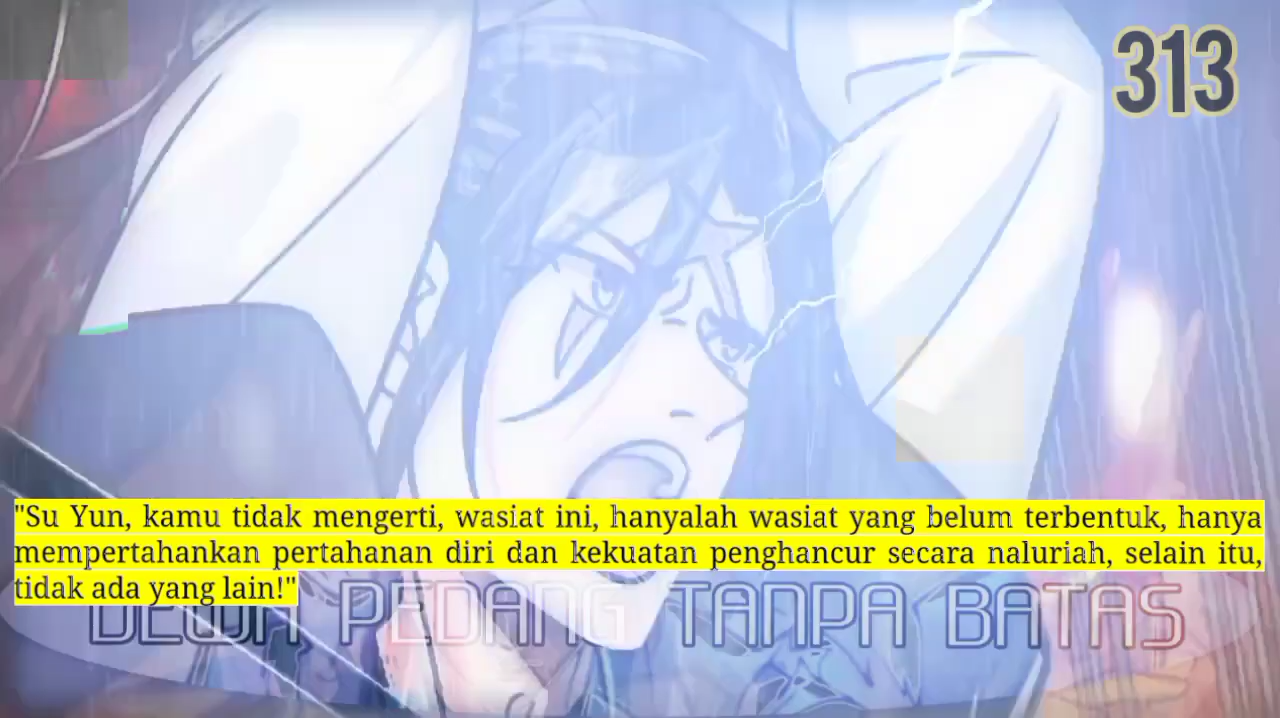 313
"Su Yun, kamu tidak mengerti, wasiat ini, hanyalah wasiat yang belum terbentuk, hanya
mempertahankan pertahanan diri dan kekuatan penghancur secara naluriah, selain itu,
tidak ada yang lain!"
DEWA PEDANG TANPA BATAS